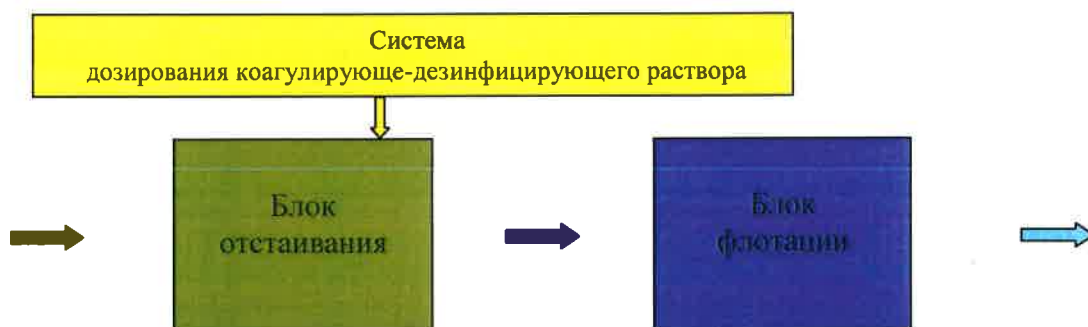 Система
дозирования коагулирующе-дезинфицирующего раствора
Блок
отстаивания
Блок
флотации